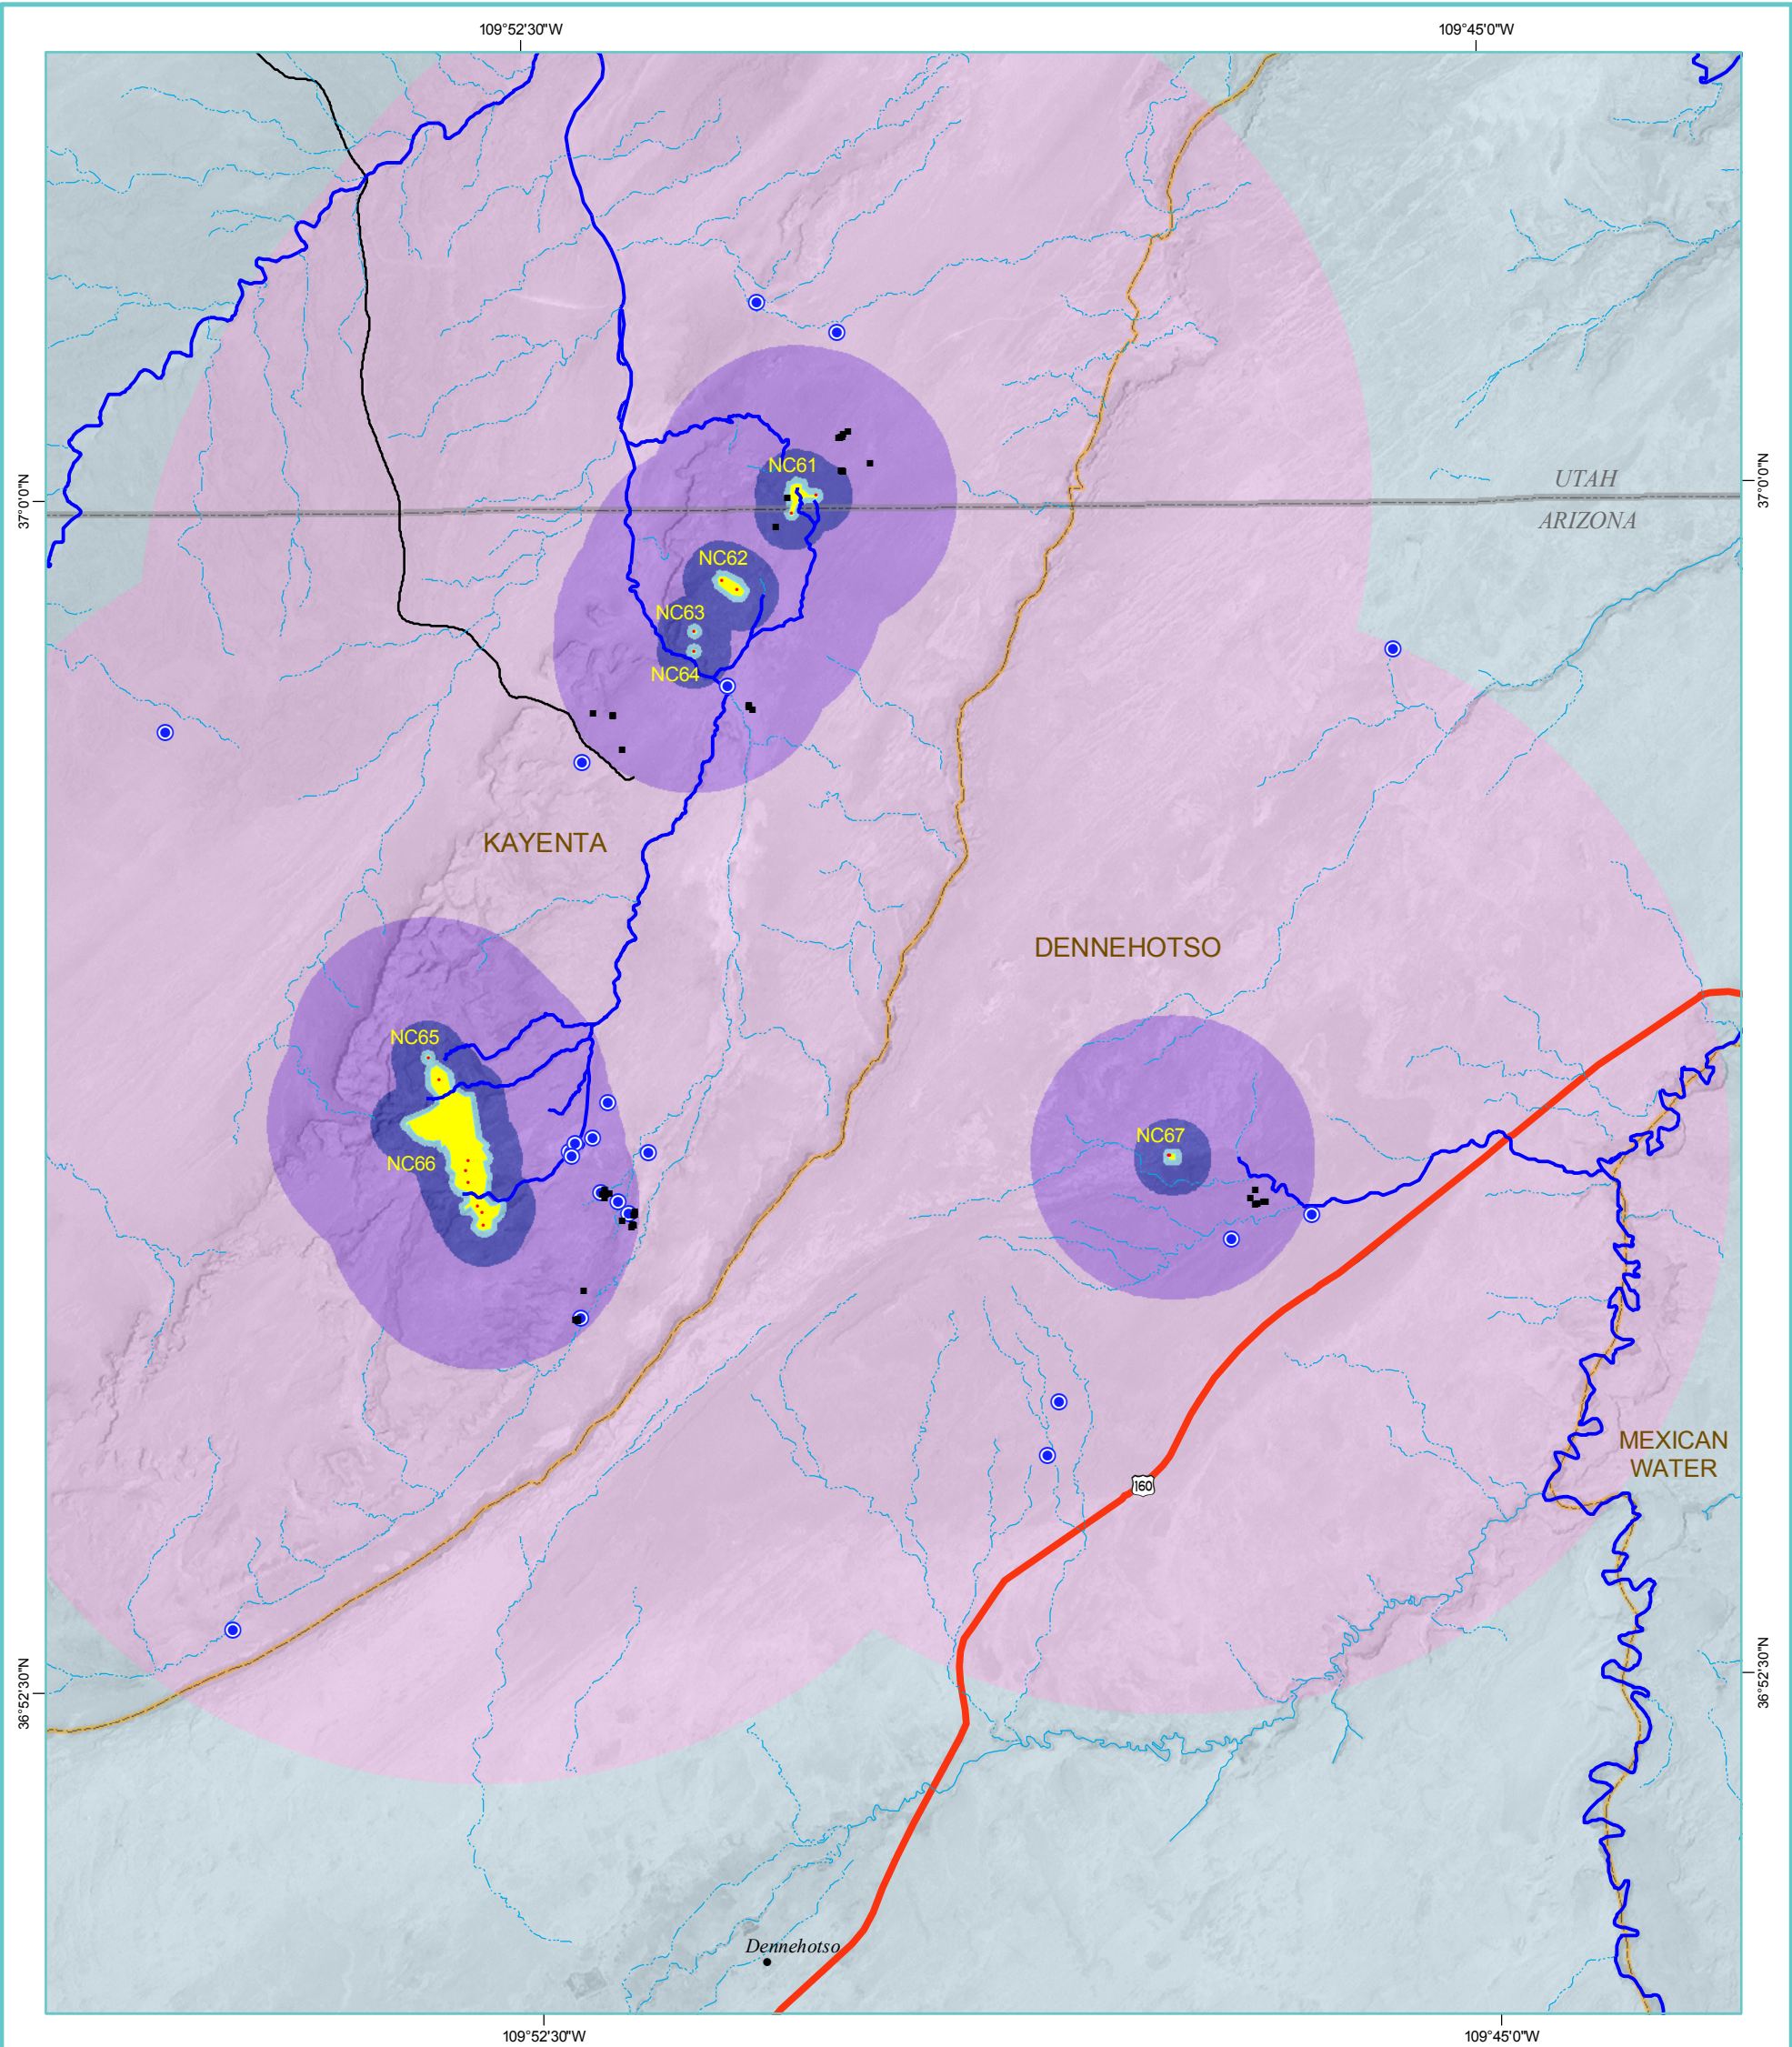 109°52'30"W
109°45'0"W
NC61
37°0'0"N
37°0'0"N
UTAH
ARIZONA
NC62
NC63
NC64
KAYENTA
DENNEHOTSO
NC65
NC67
NC66
MEXICAN
WATER
160
36°52'30"N
36°52'30"N
Dennehotso
109°52'30"W
109°45'0"W